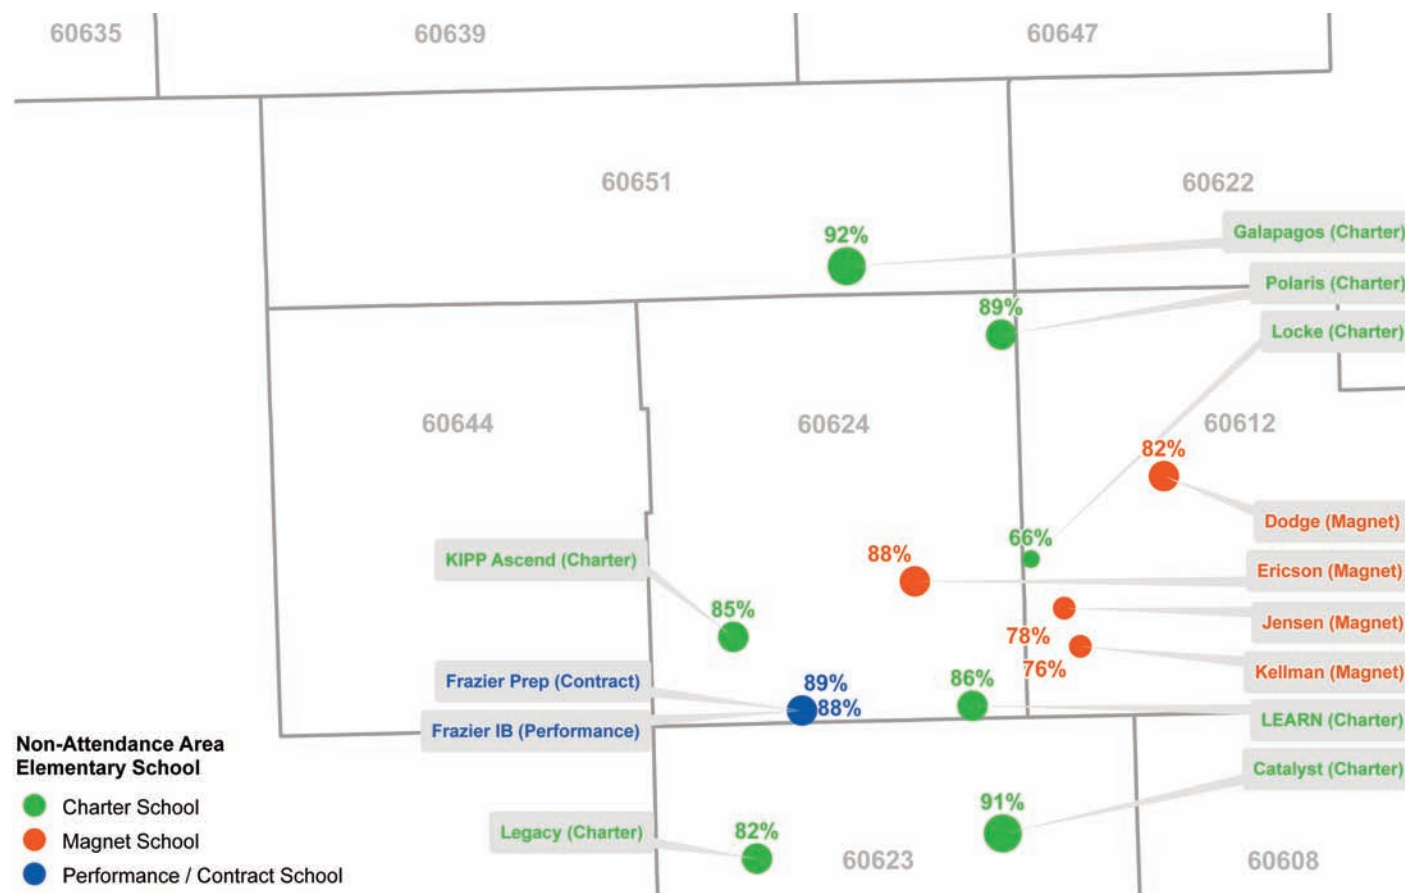 60635
60639
60647
60651
60622
92%
Galapagos (Charter)
89%
Polaris (Charter)
Locke (Charter)
60644
60624
60612
82%
Dodge (Magnet)
66%
88%
KIPP Ascend (Charter)
Ericson (Magnet)
85%
Jensen (Magnet)
78%
76%
Kellman (Magnet)
Frazier Prep (Contract)
89%
86%
88%
Frazier IB (Performance)
LEARN (Charter)
Catalyst (Charter)
91%
Legacy (Charter)
82%
60623
60608
Non-Attendance Area
Elementary School
Charter School
Magnet School
Performance / Contract School